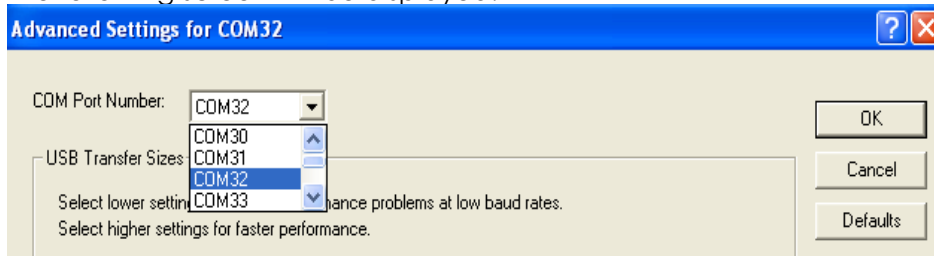 Advanced Settings for COM32
COM Port Number:
COM32
COM30
COM31
COM32
COM33
USB Transfer Sizes
Select lower settin
mance problems at low baud rates.
Select higher settings for faster performance.
OK
Cancel
Defaults